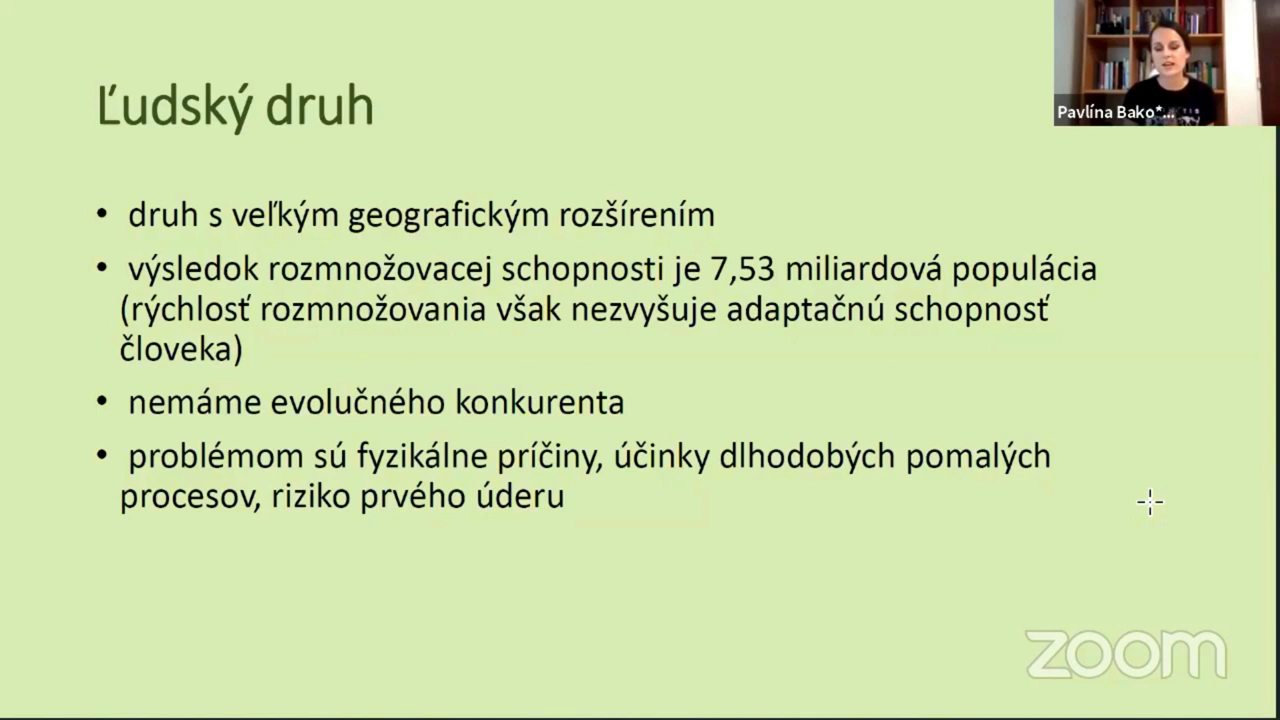 Ľudský druh
• druh s veľkým geografickým rozšírením
• výsledok rozmnožovacej schopnosti je 7,53 miliardová populácia
(rýchlosť rozmnožovania však nezvyšuje adaptačnú schopnosť
človeka)
• nemáme evolučného konkurenta
• problémom sú fyzikálne príčiny, účinky dlhodobých pomalých
procesov, riziko prvého úderu
Pavlína Bako*...
zoom